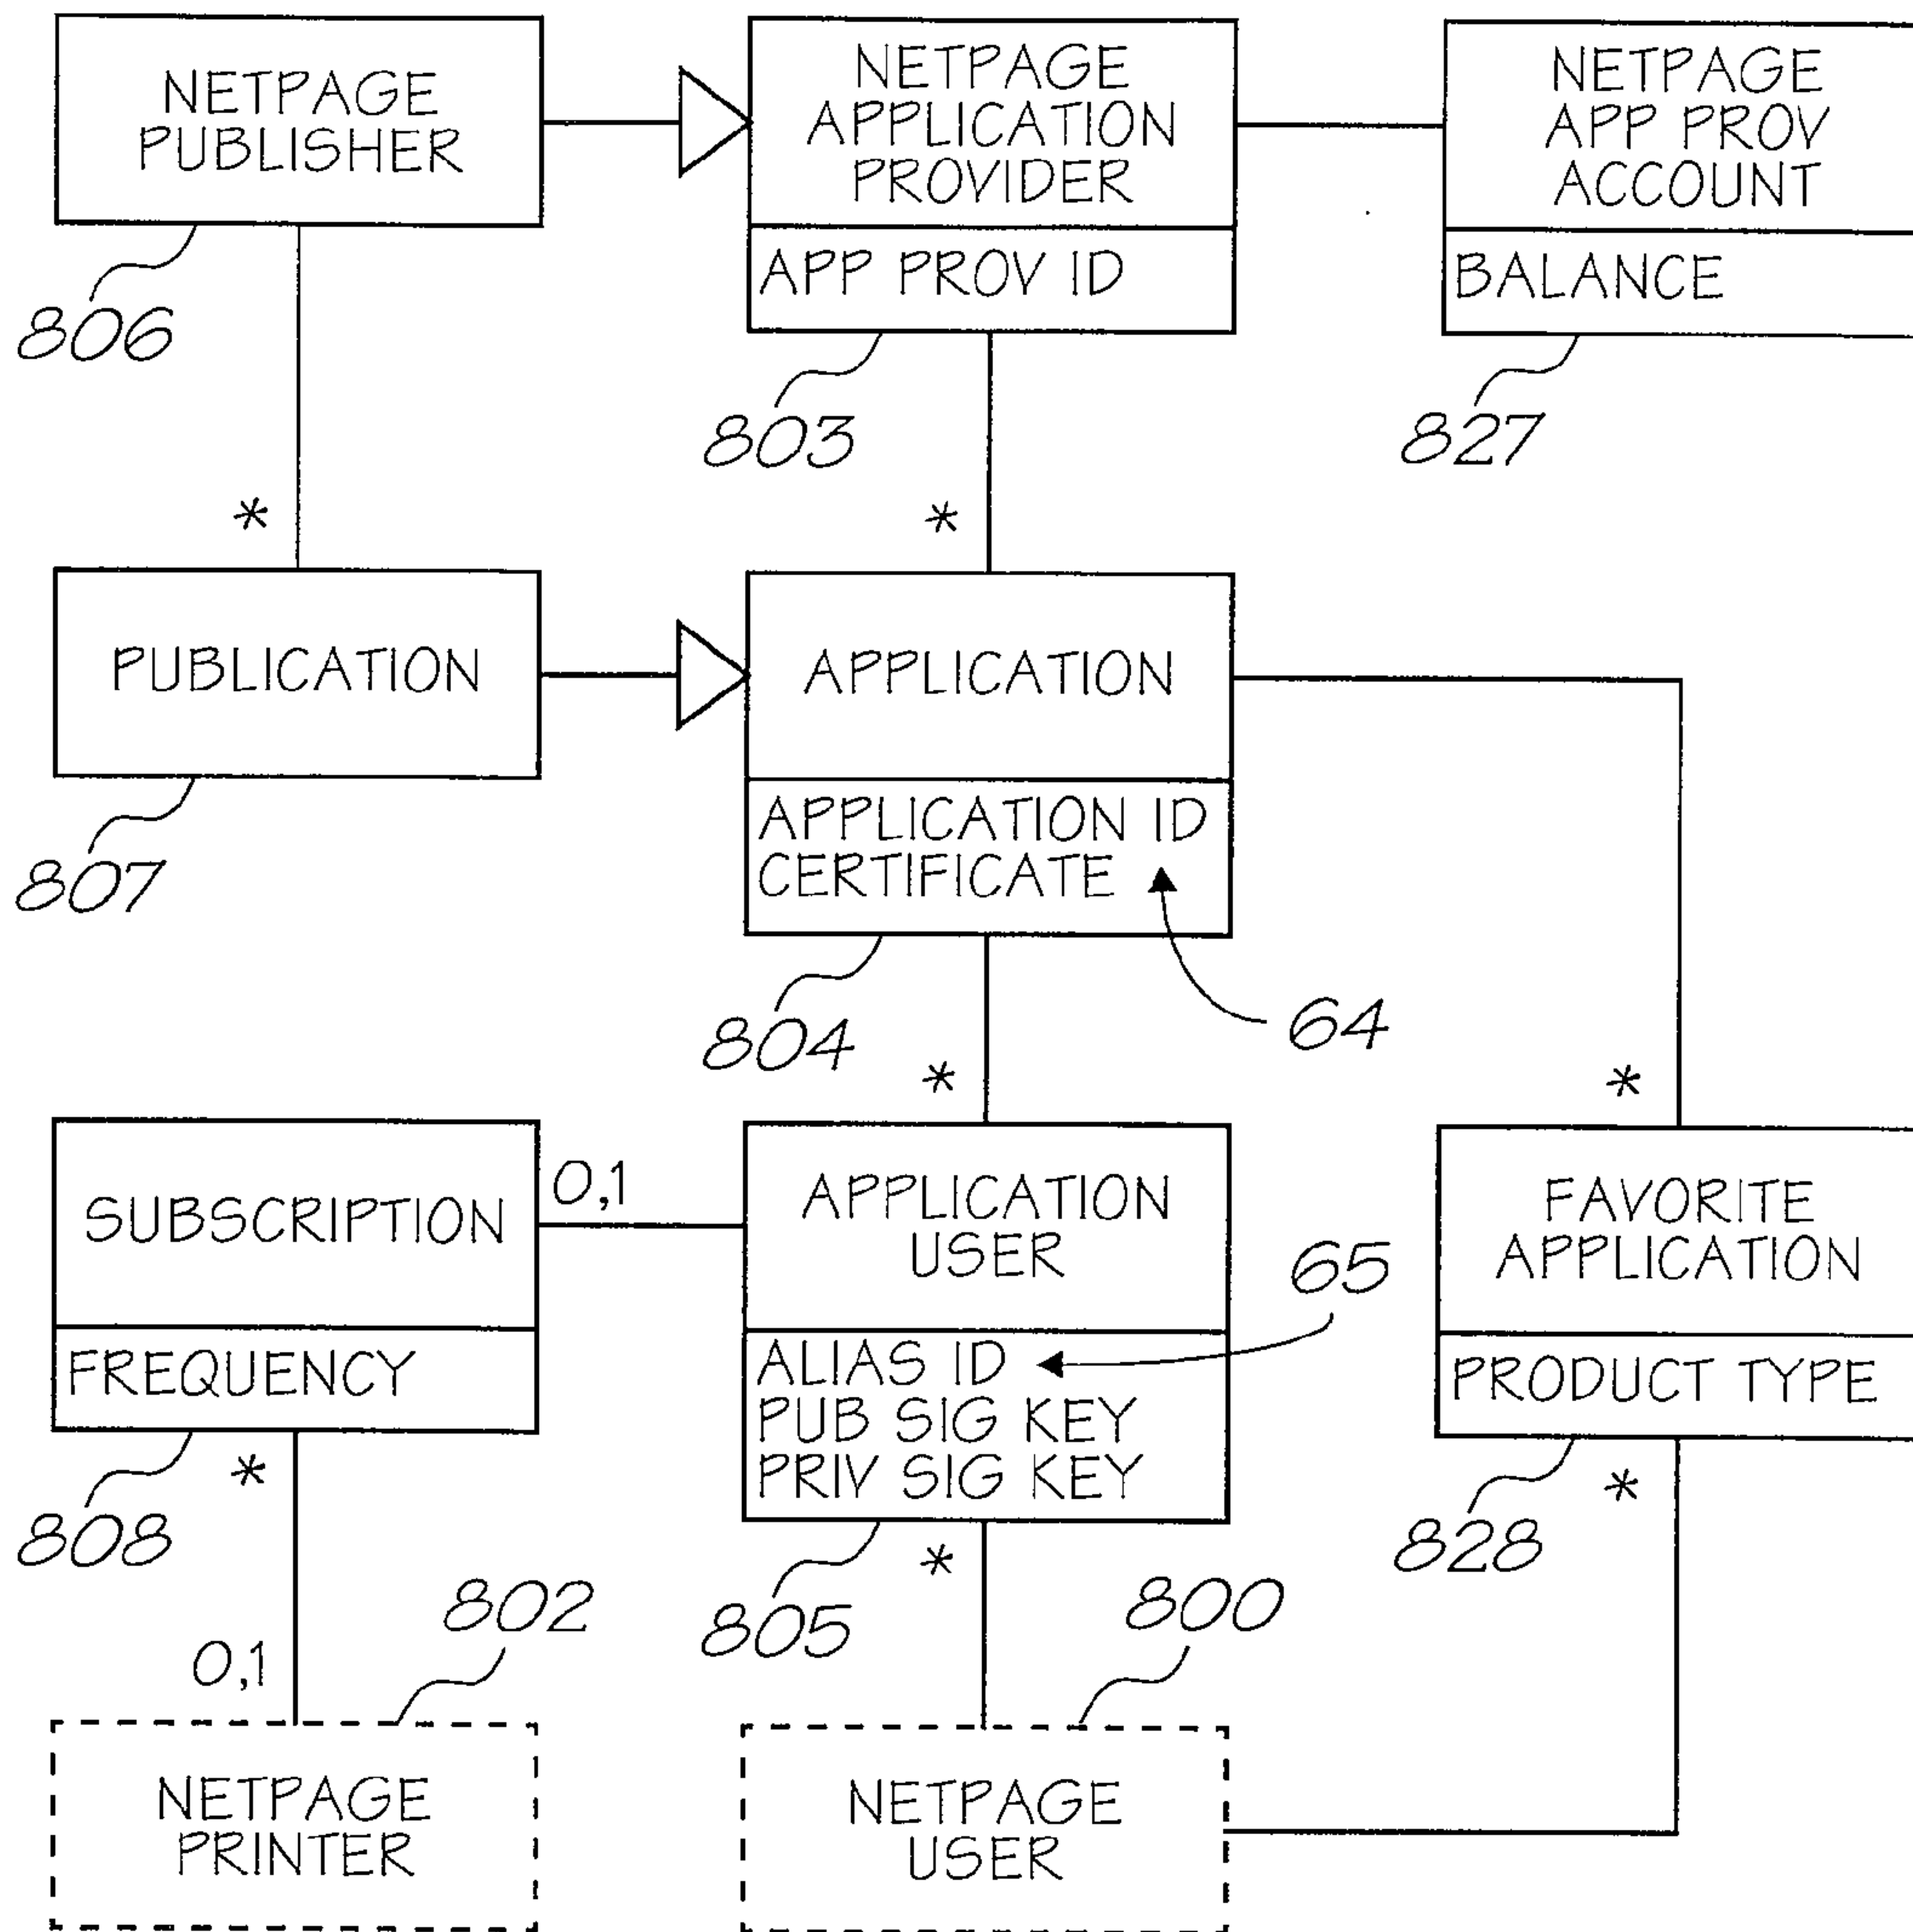 NETPAGE
PUBLISHER
NETPAGE
APPLICATION
PROVIDER
NETPAGE
APP PROV
ACCOUNT
APP PROV ID
BALANCE
806
803
827
*
*
PUBLICATION
APPLICATION
APPLICATION ID
CERTIFICATE
807
804
64
*
*
SUBSCRIPTION
0,1
APPLICATION
USER
FAVORITE
APPLICATION
65
FREQUENCY
ALIAS ID
PUB SIG KEY
PRIV SIG KEY
PRODUCT TYPE
*
*
808
828
*
802
805
800
0,1
NETPAGE
PRINTER
NETPAGE
USER